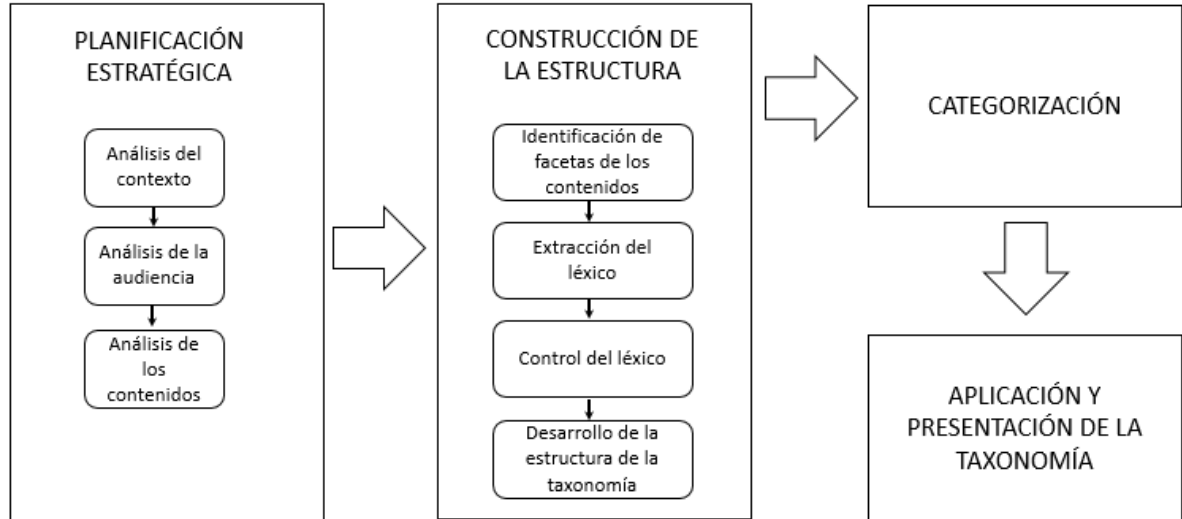 PLANIFICACIÓN
ESTRATÉGICA
Análisis del
contexto
Análisis de la
audiencia
Análisis de
los
contenidos
CONSTRUCCIÓN DE
LA ESTRUCTURA
Identificación de
facetas de los
contenidos
Extracción del
léxico
Control del léxico
Desarrollo de la
estructura de la
taxonomía
CATEGORIZACIÓN
APLICACIÓN Y
PRESENTACIÓN DE LA
TAXONOMÍA